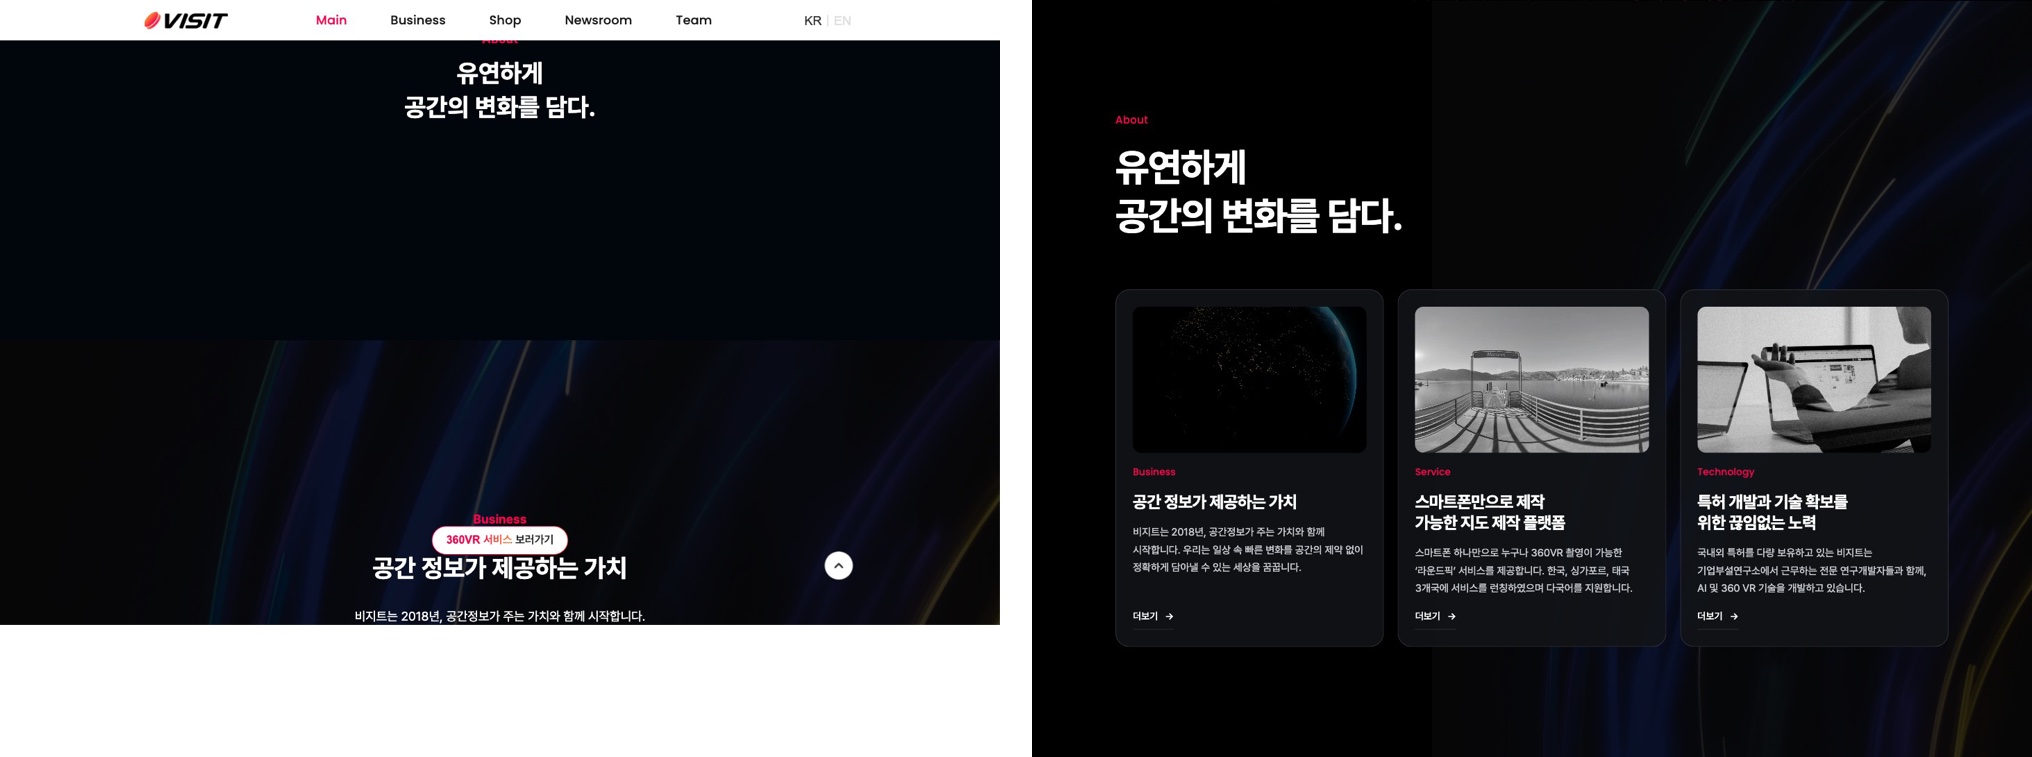 VISIT
Main
Business
Shop
Newsroom
Team
KR | EN
About
유연하게
공간의 변화를 담다.
Business
360VR 서비스 보러가기
공간 정보가 제공하는 가치
비지트는 2018년, 공간정보가 주는 가치와 함께 시작합니다.
About
유연하게
공간의 변화를 담다.
Business
공간 정보가 제공하는 가치
비지트는 2018년, 공간정보가 주는 가치와 함께
시작합니다. 우리는 일상 속 빠른 변화를 공간의 제약 없이
정확하게 담아낼 수 있는 세상을 꿈꿉니다.
더보기 →
Service
스마트폰만으로 제작
가능한 지도 제작 플랫폼
스마트폰 하나만으로 누구나 360VR 촬영이 가능한
‘라운드픽’ 서비스를 제공합니다. 한국, 싱가포르, 태국
3개국에 서비스를 런칭하였으며 다국어를 지원합니다.
더보기 →
Technology
특허 개발과 기술 확보를
위한 끊임없는 노력
국내외 특허를 다량 보유하고 있는 비지트는
기업부설연구소에서 근무하는 전문 연구개발자들과 함께,
AI 및 360 VR 기술을 개발하고 있습니다.
더보기 →